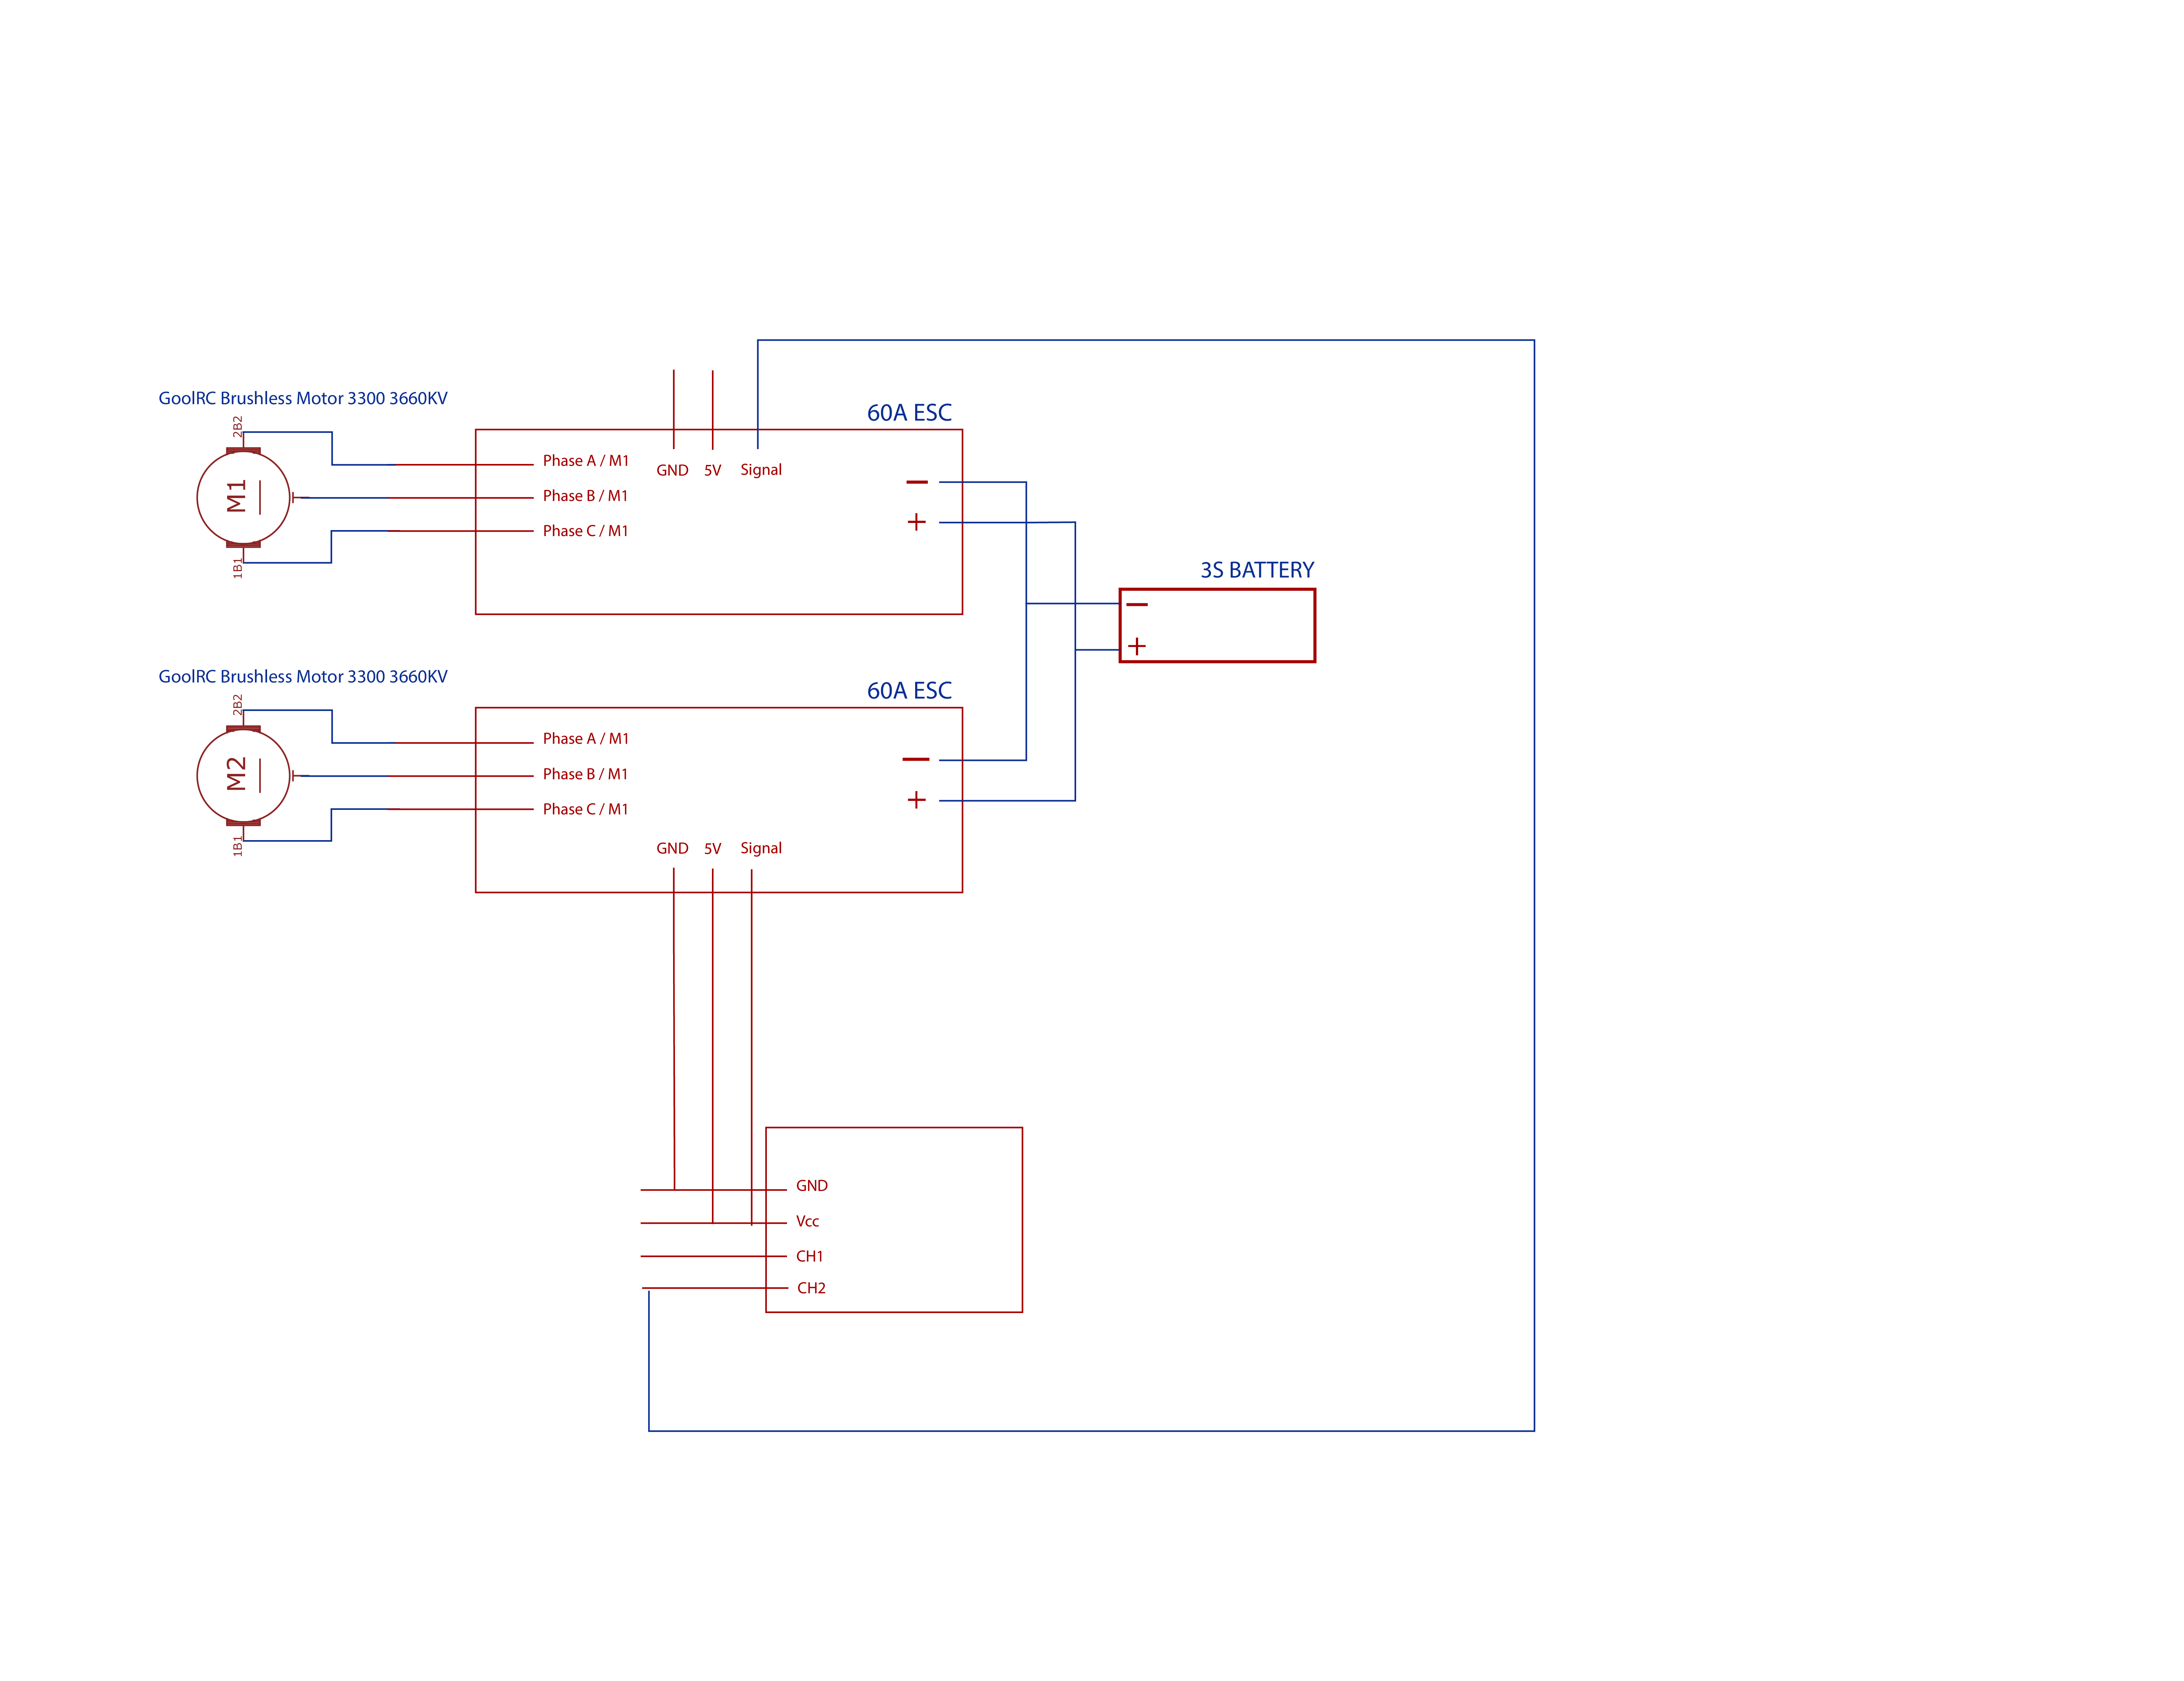 GoolRC Brushless Motor 3300 3660KV
60A ESC
2B2
M1
1B1
Phase A / M1
Phase B / M1
Phase C / M1
GND 5V Signal
−
+
3S BATTERY
−
+
GoolRC Brushless Motor 3300 3660KV
60A ESC
2B2
M2
1B1
Phase A / M1
Phase B / M1
Phase C / M1
−
+
GND 5V Signal
GND
Vcc
CH1
CH2